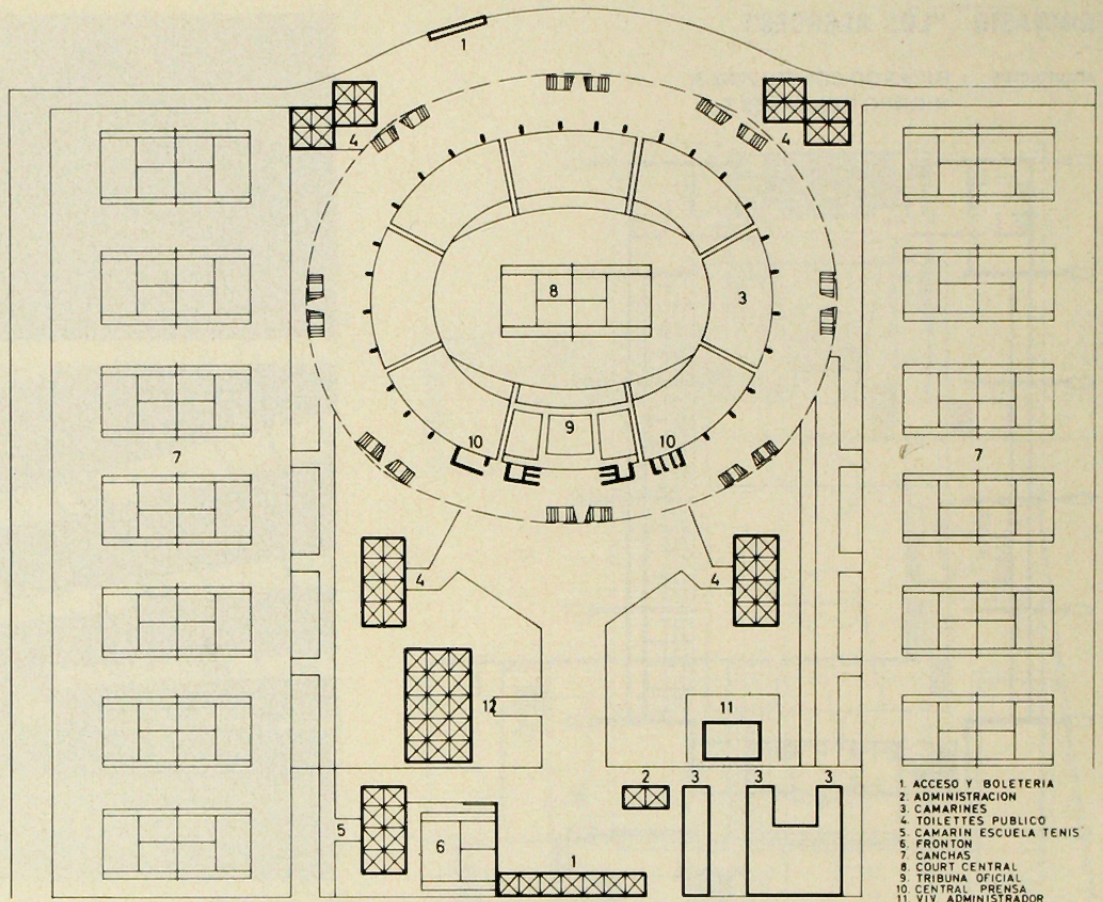 1
4
4
8
3
9
10
10
7
7
4
4
12
11
2
3
3
3
5
6
1
1. ACCESO Y BOLETERIA
2. ADMINISTRACION
3. CAMARINES
4. TOILETTES PUBLICO
5. CAMARIN ESCUELA TENIS
6. FRONTON
7. CANCHAS
8. COURT CENTRAL
9. TRIBUNA OFICIAL
10. CENTRAL PRENSA
11. VIV. ADMINISTRADOR